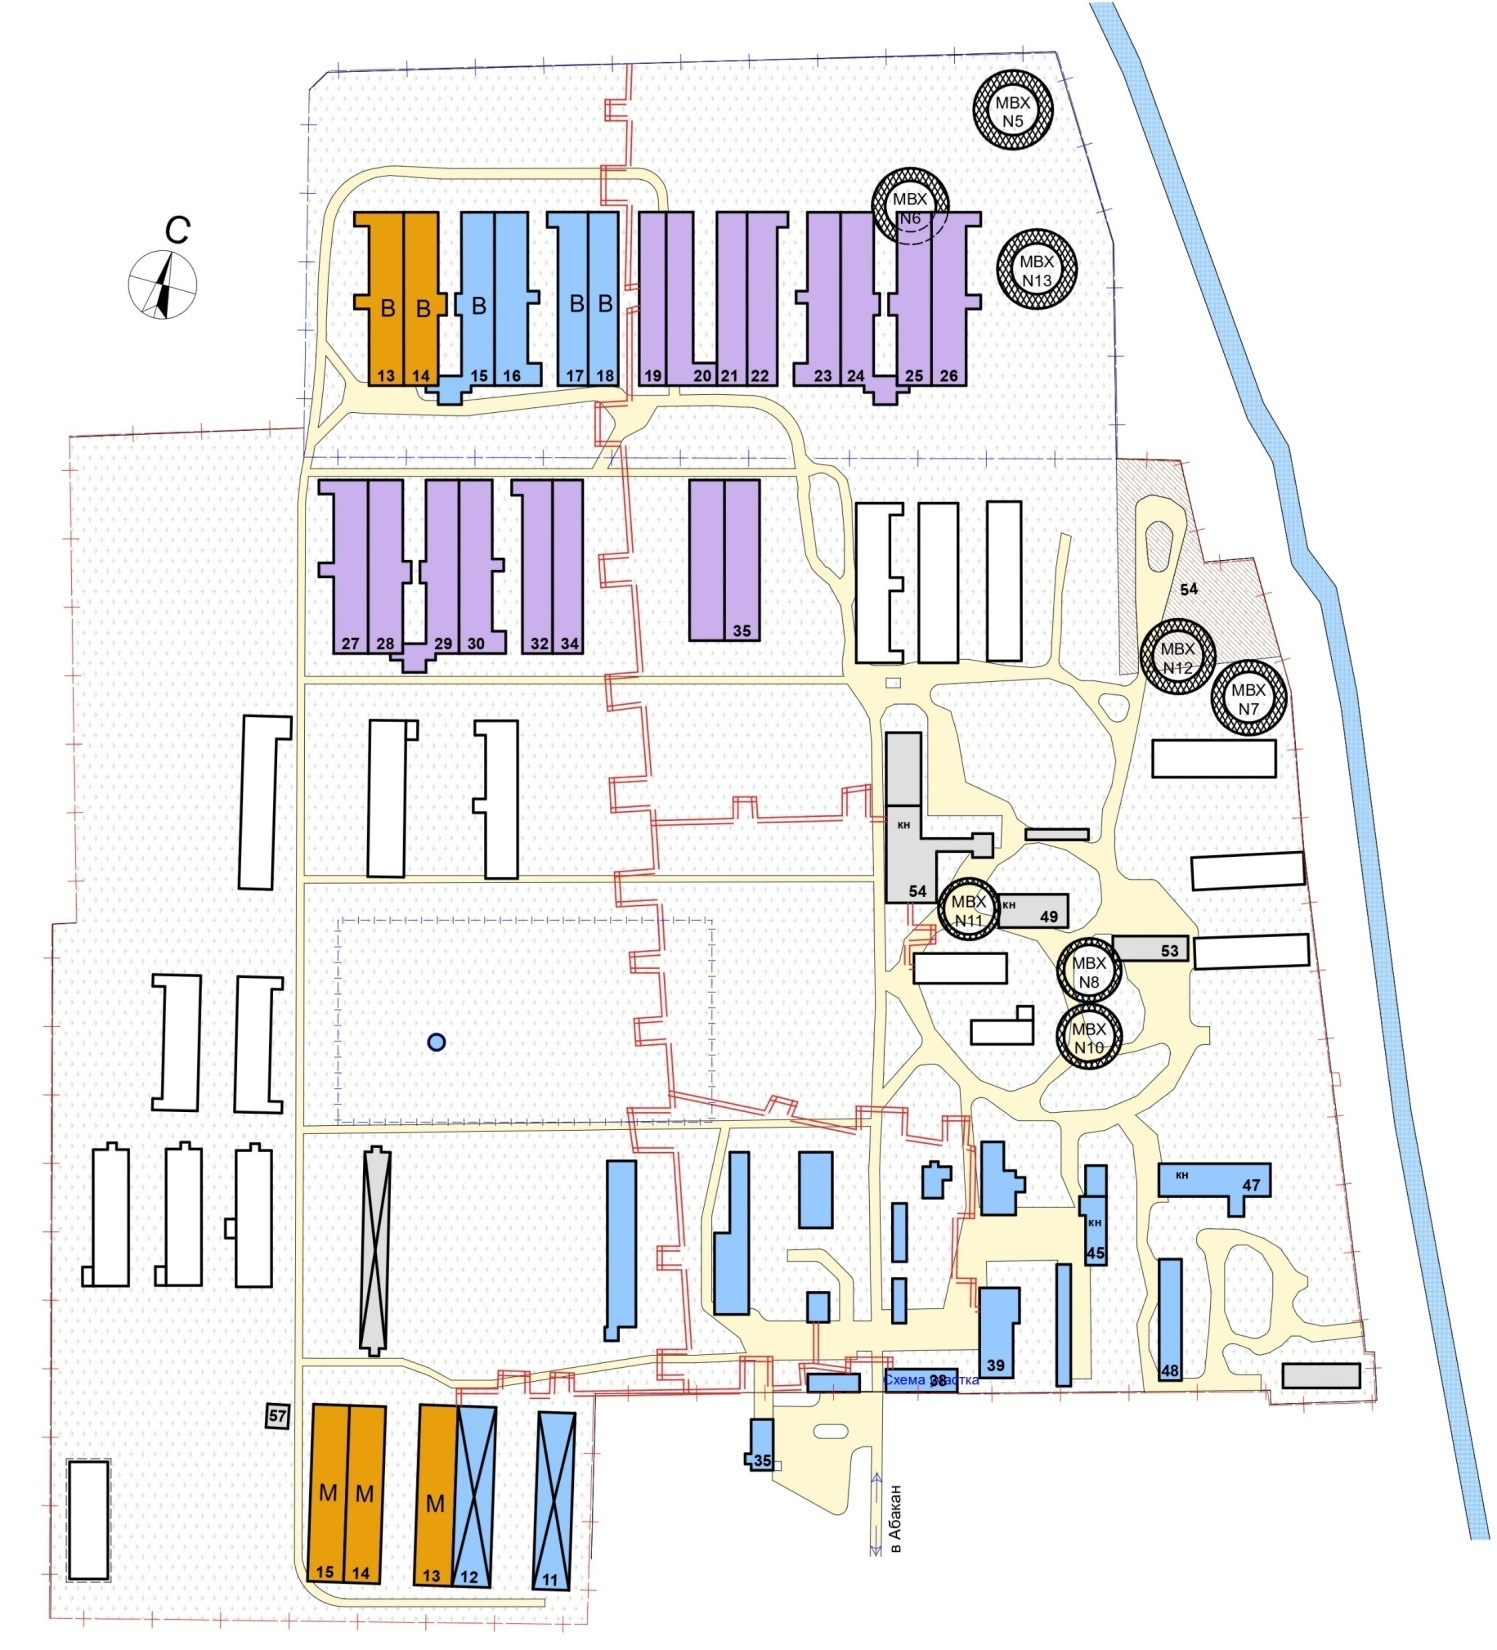 МВХ
N5
С
МВХ
N6
МВХ
N13
В
В
В
В
В
13
14
15
16
17
18
19
20
21
22
23
24
25
26
54
27
28
29
30
32
34
35
МВХ
N12
МВХ
N7
кн
54
МВХ
N11
кн
49
53
МВХ
N8
МВХ
N10
кн
47
кн
45
39
48
Схема участка
38
57
35
М
М
М
15
14
13
12
11
в Абакан